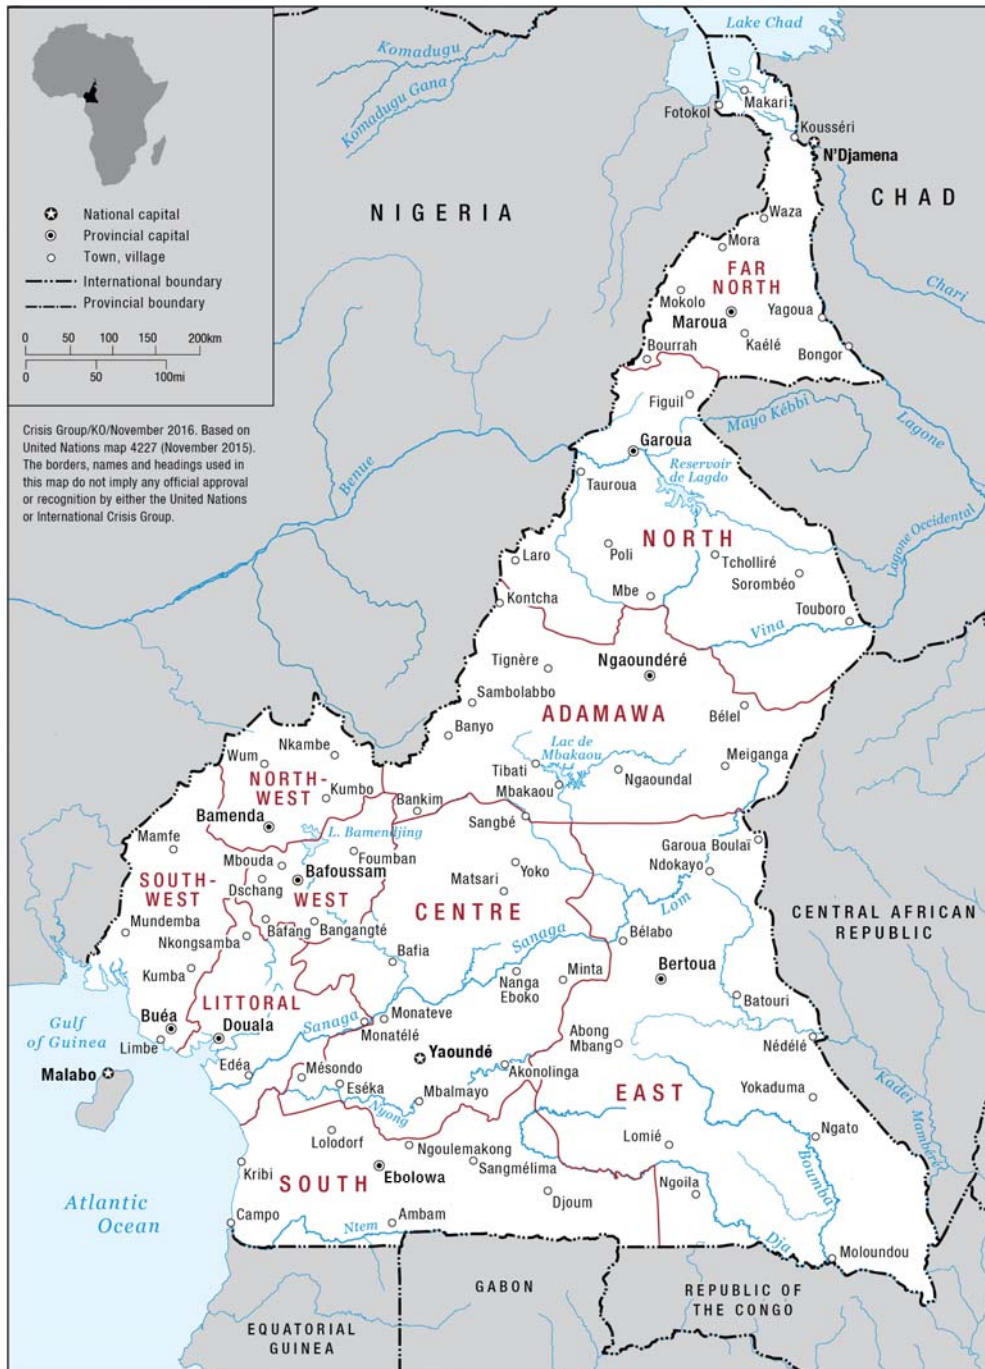 National capital
Provincial capital
Town, village
International boundary
Provincial boundary
0 50 100 150 200km
0 50 100mi
Crisis Group/KO/November 2016. Based on
United Nations map 4227 (November 2015).
The borders, names and headings used in
this map do not imply any official approval
or recognition by either the United Nations
or International Crisis Group.
Lake Chad
Komadugu
Komadugu Gana
Makari
Fotokol
Kousséri
N'Djamena
NIGERIA
CHAD
Waza
Mora
FAR
NORTH
Chari
Mokolo
Maroua
Yagoua
Kaélé
Bourrah
Bongor
Figuil
Mayo Kébbi
Logone
Garoua
Benue
Reservoir
de Lagdo
Tauroua
NORTH
Logone Occidental
Laro
Poli
Tcholliré
Sorombéo
Kontcha
Mbe
Touboro
Vina
Tignère
Ngaoundéré
Sambolabbo
ADAMAWA
Bélel
Banyo
Lac de
Mbakaou
Nkambe
Wum
Tibati
Ngaoundal
Meiganga
NORTH-
WEST
Kumbo
Bankim
Mbakaou
Sangbé
Bamenda
L. Bamendjing
Mamfe
Garoua Boulaï
Mbouda
Foumban
Yoko
Ndokayo
SOUTH-
WEST
Dschang
Bafoussam
WEST
Matsari
Lom
CENTRE
CENTRAL AFRICAN
REPUBLIC
Mundemba
Nkongsamba
Bafang
Bangangté
Sanaga
Bélabo
Bafia
Kumba
Nanga
Eboko
Minta
Bertoua
LITTORAL
Batouri
Buéa
Douala
Sanaga
Monateve
Monatélé
Gulf
of Guinea
Limbe
Abong
Mbang
Nédélé
Malabo
Edéa
Mésondo
Yaoundé
Akonolinga
Eséka
Nyong
Mbalmayo
EAST
Yokaduma
Kadei
Mambéré
Lolodorf
Ngoulemakong
Lomié
Ngato
Kribi
SOUTH
Ebolowa
Sangmélima
Ngoila
Boumba
Djoum
Atlantic
Ocean
Campo
Ntem
Ambam
Dja
Moloundou
EQUATORIAL
GUINEA
GABON
REPUBLIC OF
THE CONGO